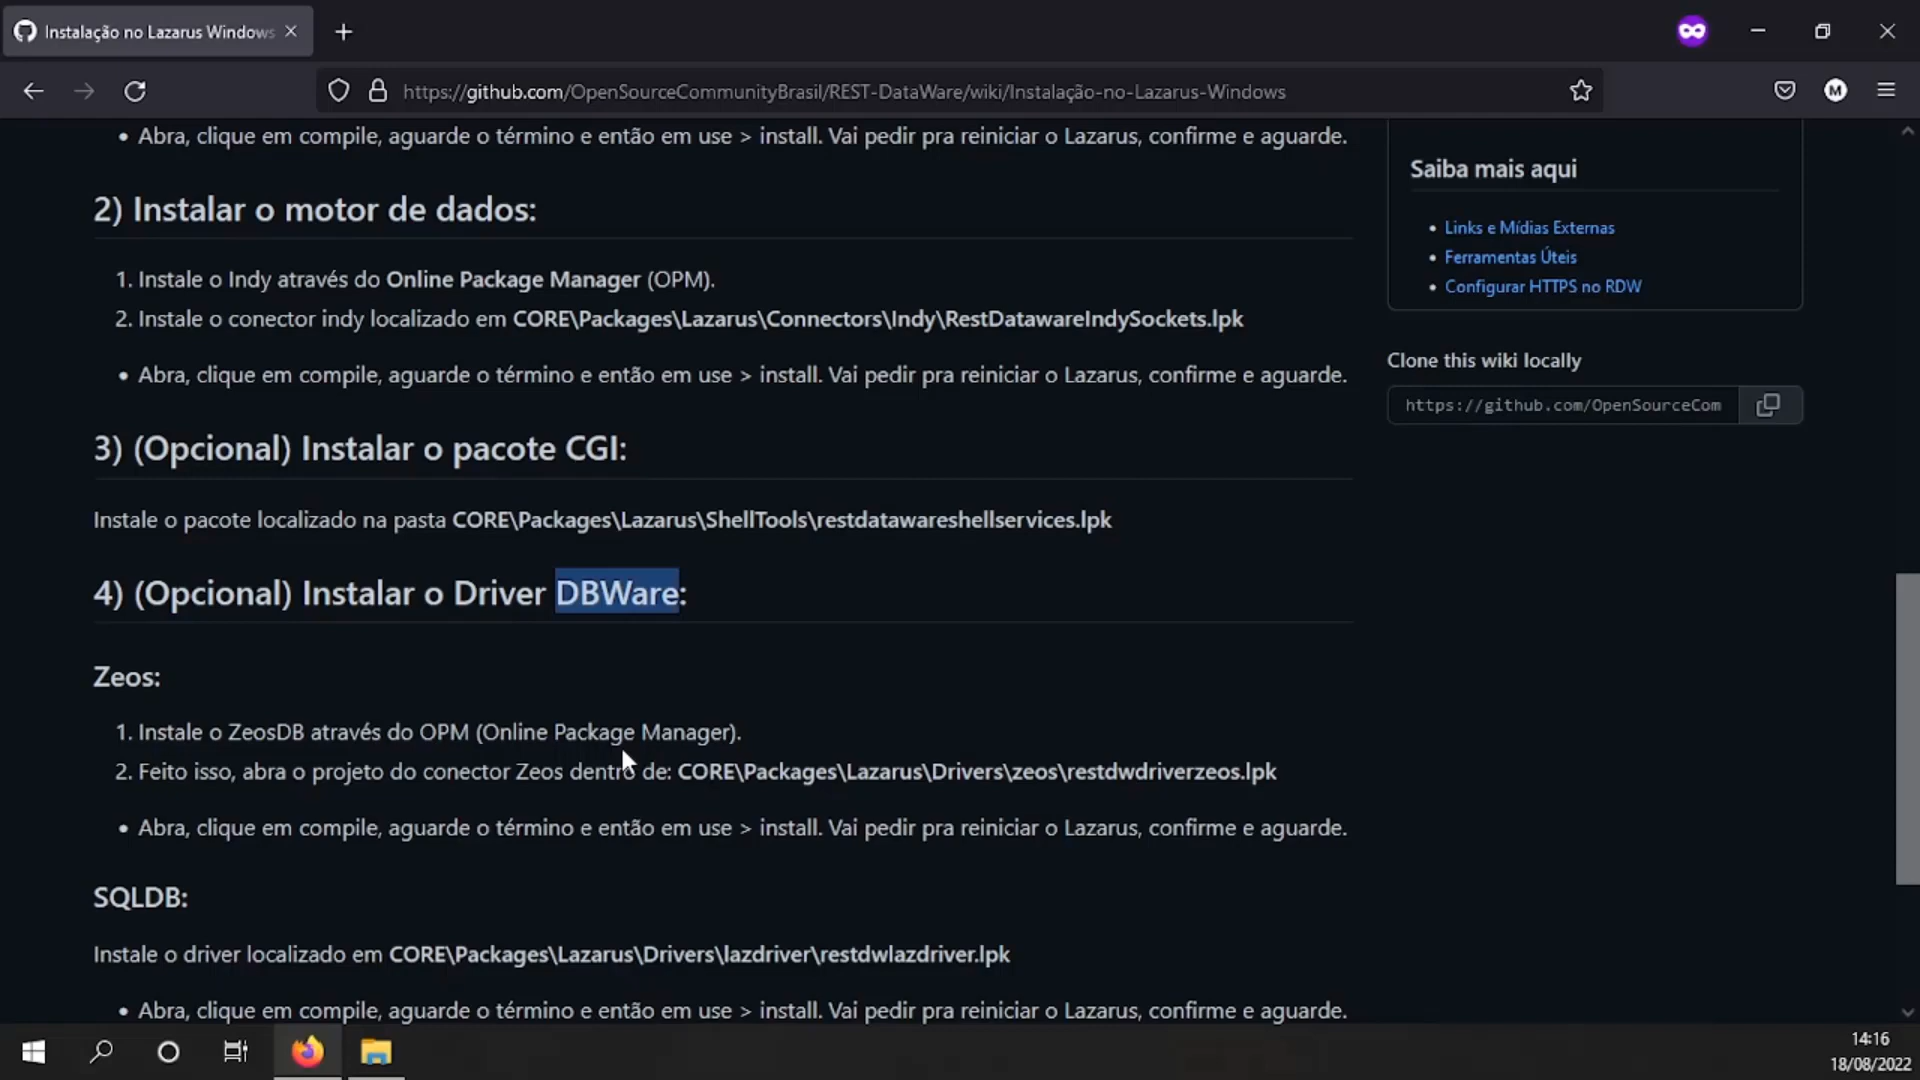 Instalação no Lazarus Windows
https://github.com/OpenSourceCommunityBrasil/REST-DataWare/wiki/Instalação-no-Lazarus-Windows
M
• Abra, clique em compile, aguarde o término e então em use > install. Vai pedir pra reiniciar o Lazarus, confirme e aguarde.
2) Instalar o motor de dados:
1. Instale o Indy através do Online Package Manager (OPM).
2. Instale o conector indy localizado em CORE\Packages\Lazarus\Connectors\Indy\RestDatawareIndySockets.lpk
• Abra, clique em compile, aguarde o término e então em use > install. Vai pedir pra reiniciar o Lazarus, confirme e aguarde.
3) (Opcional) Instalar o pacote CGI:
Instale o pacote localizado na pasta CORE\Packages\Lazarus\ShellTools\restdatawareshellservices.lpk
4) (Opcional) Instalar o Driver DBWare:
Zeos:
1. Instale o ZeosDB através do OPM (Online Package Manager).
2. Feito isso, abra o projeto do conector Zeos dentro de: CORE\Packages\Lazarus\Drivers\zeos\restdwdriverzeos.lpk
• Abra, clique em compile, aguarde o término e então em use > install. Vai pedir pra reiniciar o Lazarus, confirme e aguarde.
SQLDB:
Instale o driver localizado em CORE\Packages\Lazarus\Drivers\lazdriver\restdwlazdriver.lpk
• Abra, clique em compile, aguarde o término e então em use > install. Vai pedir pra reiniciar o Lazarus, confirme e aguarde.
Saiba mais aqui
• Links e Mídias Externas
• Ferramentas Úteis
• Configurar HTTPS no RDW
Clone this wiki locally
https://github.com/OpenSourceCom
14:16
18/08/2022